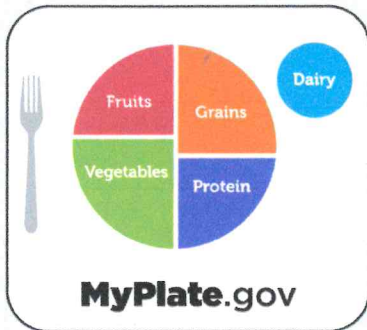 Fruits
Grains
Dairy
Vegetables
Protein
MyPlate.gov